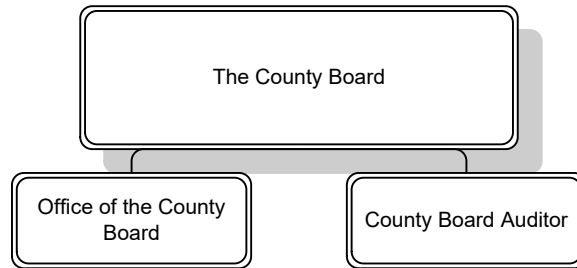 The County Board
Office of the County
Board
County Board Auditor